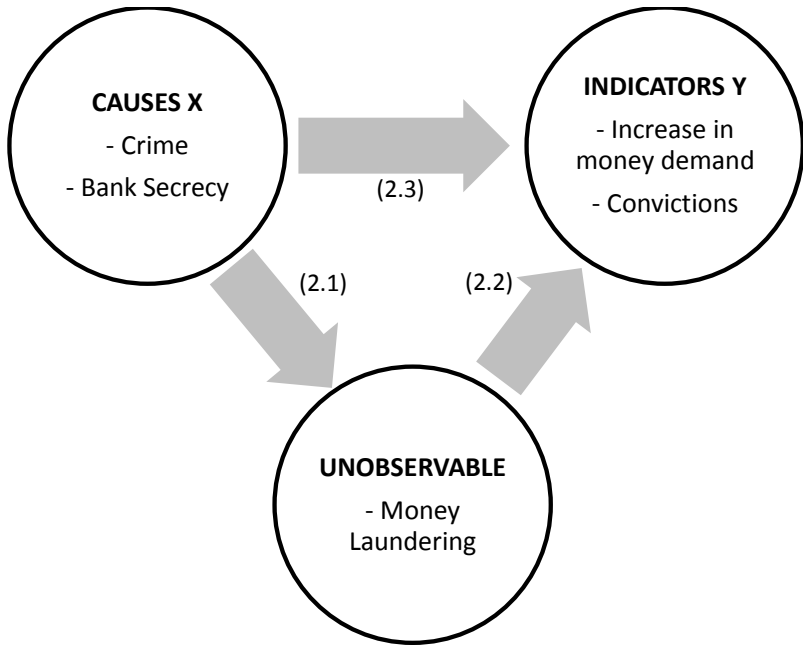 CAUSES X
- Crime
- Bank Secrecy
(2.3)
INDICATORS Y
- Increase in
money demand
- Convictions
(2.1)
(2.2)
UNOBSERVABLE
- Money
Laundering